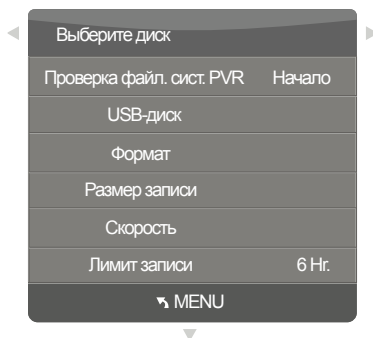 Выберите диск
Проверка файл. сист. PVR Начало
USB-диск
Формат
Размер записи
Скорость
Лимит записи 6 Hr.
MENU